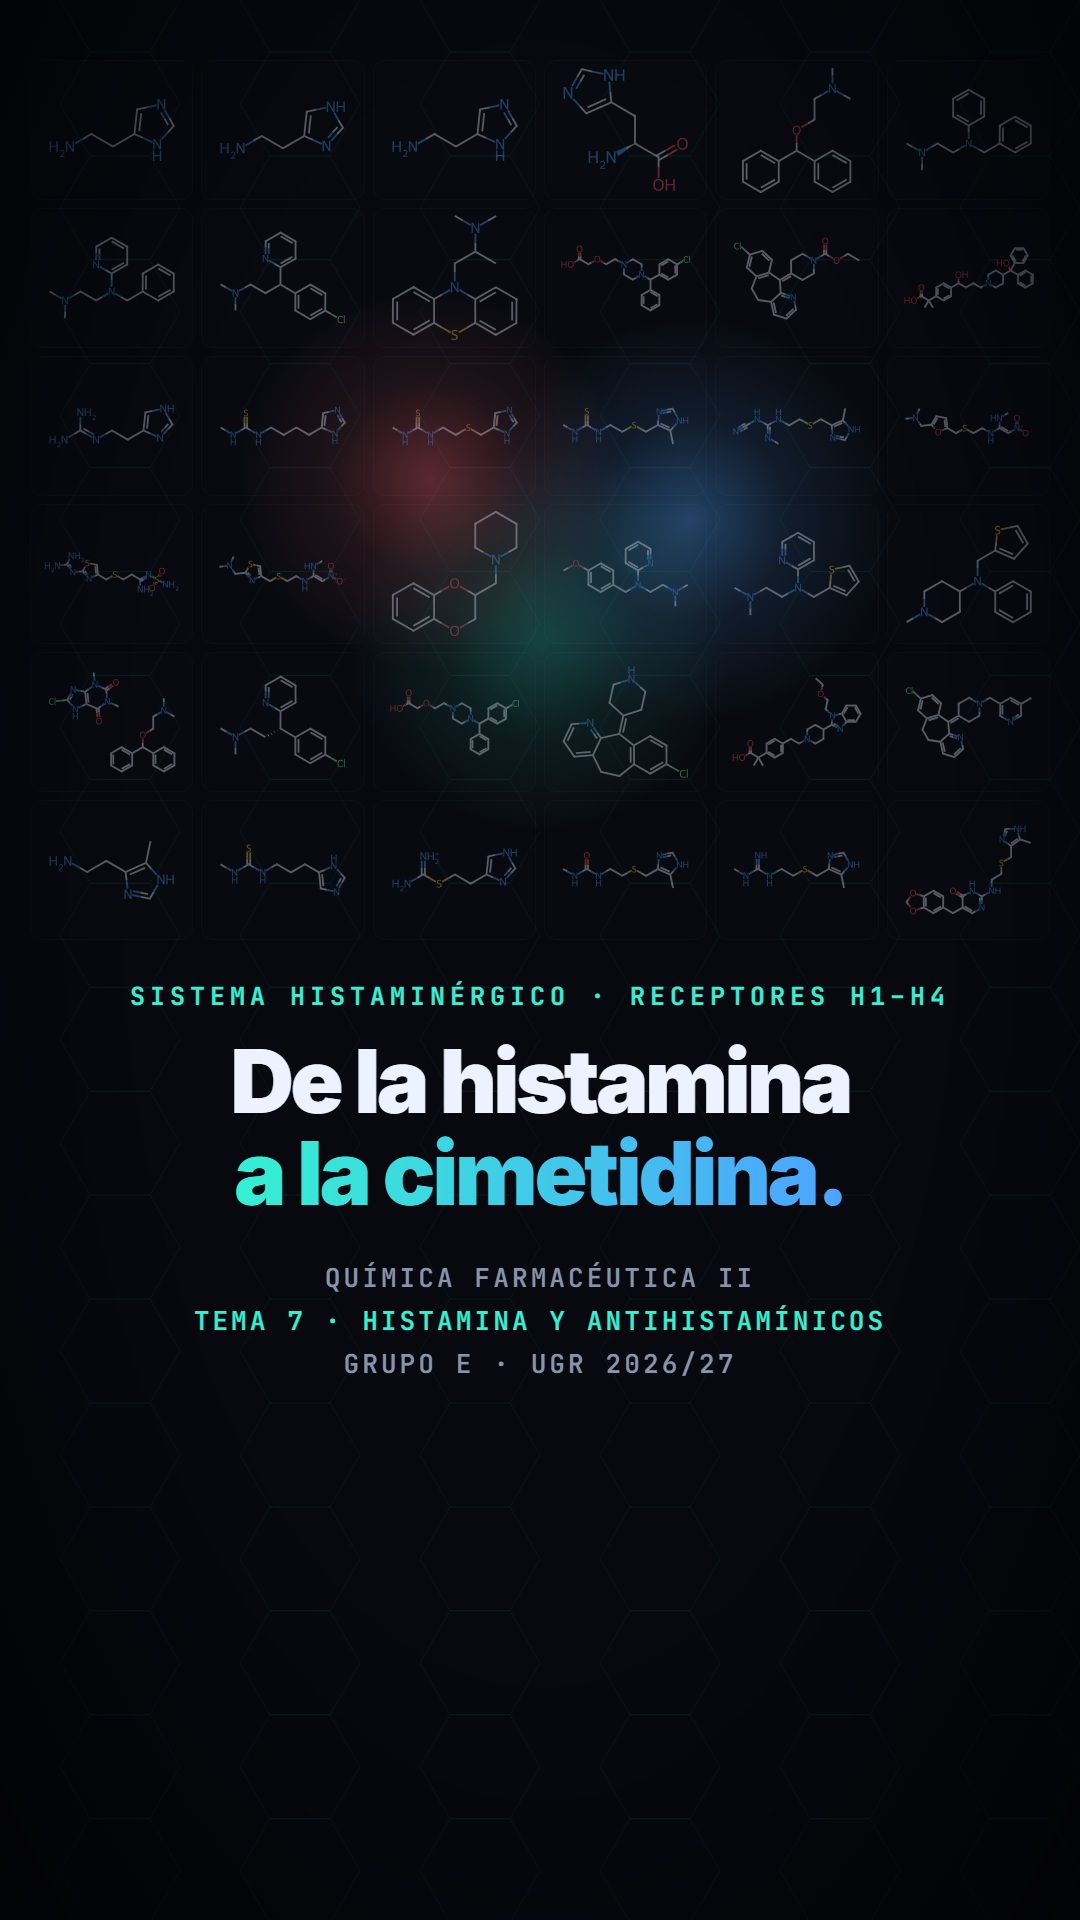 SISTEMA HISTAMINÉRGICO · RECEPTORES H1–H4
De la histamina
a la cimetidina.
QUÍMICA FARMACÉUTICA II
TEMA 7 · HISTAMINA Y ANTIHISTAMÍNICOS
GRUPO E · UGR 2026/27